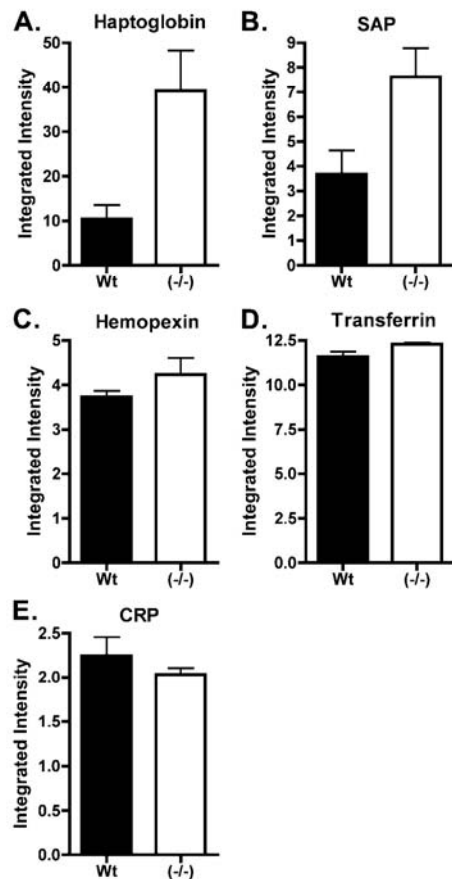 A. Haptoglobin
Integrated Intensity
50
40
30
20
10
0
Wt (-/-)
B. SAP
Integrated Intensity
9
8
7
6
5
4
3
2
1
0
Wt (-/-)
C. Hemopexin
Integrated Intensity
5
4
3
2
1
0
Wt (-/-)
D. Transferrin
Integrated Intensity
12.5
10.0
7.5
5.0
2.5
0.0
Wt (-/-)
E. CRP
Integrated Intensity
2.5
2.0
1.5
1.0
0.5
0.0
Wt (-/-)